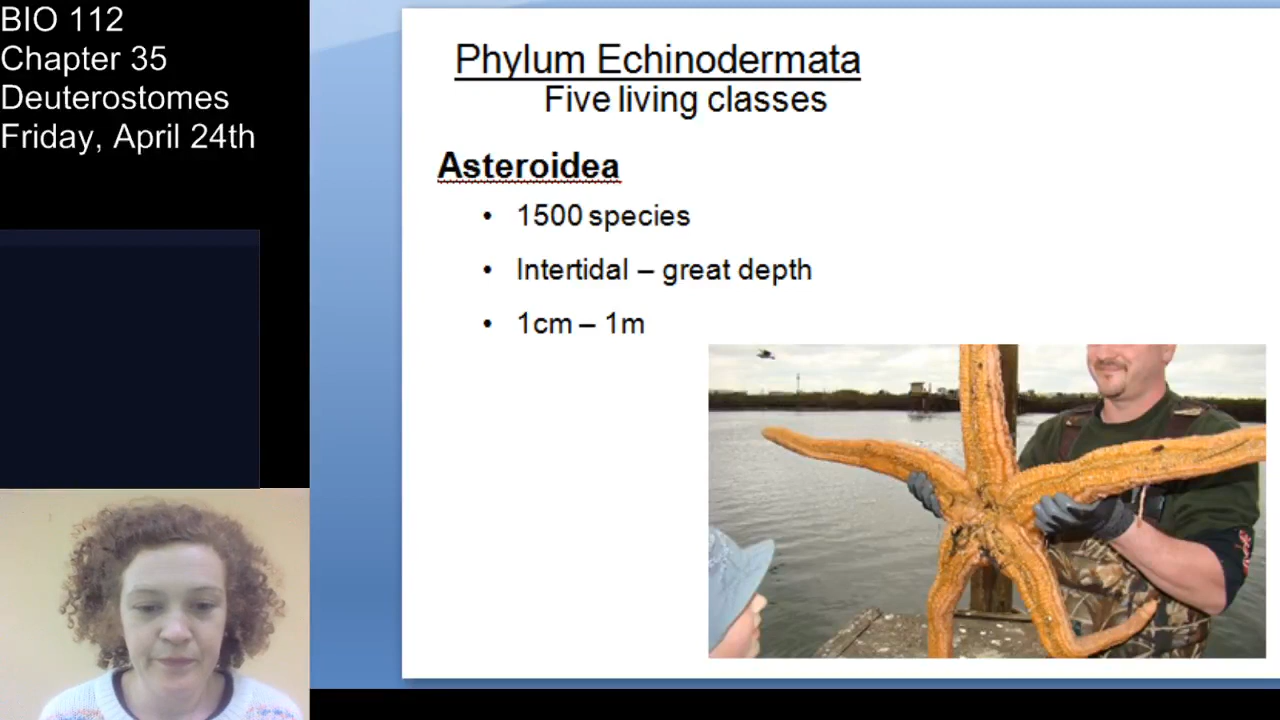 BIO 112
Chapter 35
Deuterostomes
Friday, April 24th
Phylum Echinodermata
Five living classes
Asteroidea
• 1500 species
• Intertidal – great depth
• 1cm – 1m